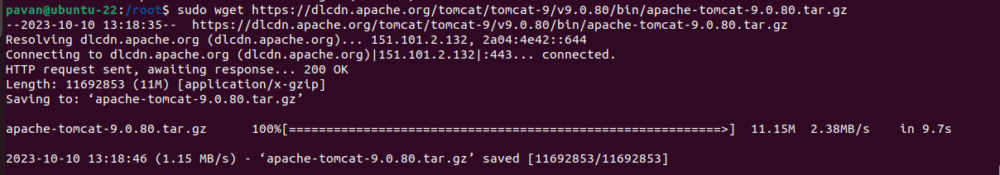 pavan@ubuntu-22:/root$ sudo wget https://dlcdn.apache.org/tomcat/tomcat-9/v9.0.80/bin/apache-tomcat-9.0.80.tar.gz
--2023-10-10 13:18:35--  https://dlcdn.apache.org/tomcat/tomcat-9/v9.0.80/bin/apache-tomcat-9.0.80.tar.gz
Resolving dlcdn.apache.org (dlcdn.apache.org)... 151.101.2.132, 2a04:4e42::644
Connecting to dlcdn.apache.org (dlcdn.apache.org)|151.101.2.132|:443... connected.
HTTP request sent, awaiting response... 200 OK
Length: 11692853 (11M) [application/x-gzip]
Saving to: ‘apache-tomcat-9.0.80.tar.gz’
apache-tomcat-9.0.80.tar.gz      100%[==========================================================>]  11.15M  2.38MB/s    in 9.7s
2023-10-10 13:18:46 (1.15 MB/s) - ‘apache-tomcat-9.0.80.tar.gz’ saved [11692853/11692853]